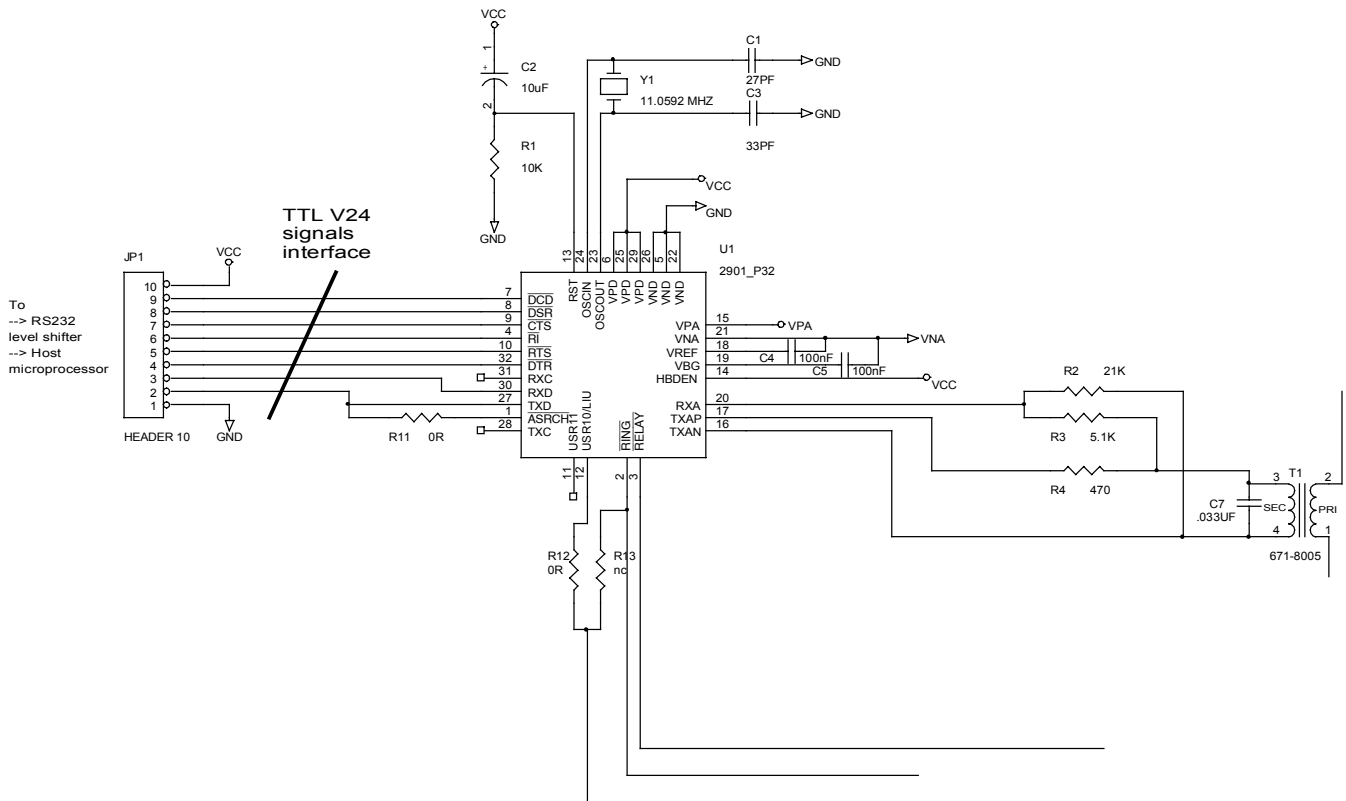 VCC
1
+
C2
10uF
2
R1
10K
GND
C1
27PF
GND
Y1
11.0592 MHZ
C3
33PF
GND
VCC
GND
TTL V24
signals
interface
VCC
JP1
10
9
8
7
6
5
4
3
2
1
HEADER 10
GND
To
--> RS232
level shifter
--> Host
microprocessor
R11
0R
U1
2901_P32
13
24
23
6
25
29
26
5
22
RST
OSCIN
OSCOUT
VPD
VPD
VPD
VND
VND
VND
7
DCD
8
DSR
9
CTS
4
RI
10
RTS
32
DTR
31
RXC
30
RXD
27
TXD
1
ASRCH
28
TXC
USR11
USR10/LIU
RING
RELAY
11
12
2
3
VPA
15
VPA
VNA
21
VNA
VREF
18
C4
100nF
VBG
19
C5
100nF
HBDEN
14
VCC
RXA
20
TXAP
17
TXAN
16
R2
21K
R3
5.1K
R4
470
C7
.033UF
T1
3
2
SEC
PRI
4
1
671-8005
R12
0R
R13
nc